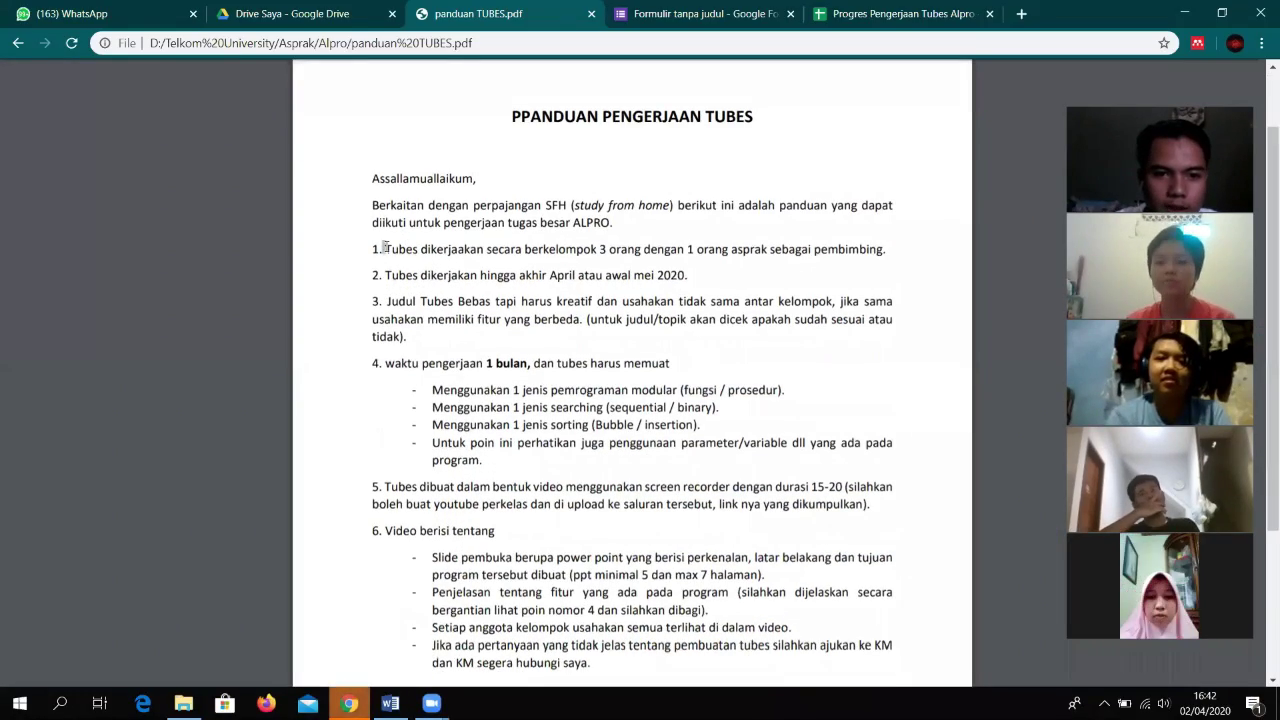 99+
(163) WhatsApp
Drive Saya - Google Drive
panduan TUBES.pdf
Formulir tanpa judul - Google Fo
Progres Pengerjaan Tubes Alpro
File | D:/Telkom%20University/Asprak/Alpro/panduan%20TUBES.pdf
PPANDUAN PENGERJAAN TUBES
Assallamuallaikum,
Berkaitan dengan perpajangan SFH (study from home) berikut ini adalah panduan yang dapat
diikuti untuk pengerjaan tugas besar ALPRO.
1. Tubes dikerjaakan secara berkelompok 3 orang dengan 1 orang asprak sebagai pembimbing.
2. Tubes dikerjakan hingga akhir April atau awal mei 2020.
3. Judul Tubes Bebas tapi harus kreatif dan usahakan tidak sama antar kelompok, jika sama
usahakan memiliki fitur yang berbeda. (untuk judul/topik akan dicek apakah sudah sesuai atau
tidak).
4. waktu pengerjaan 1 bulan, dan tubes harus memuat
- Menggunakan 1 jenis pemrograman modular (fungsi / prosedur).
- Menggunakan 1 jenis searching (sequential / binary).
- Menggunakan 1 jenis sorting (Bubble / insertion).
- Untuk poin ini perhatikan juga penggunaan parameter/variable dll yang ada pada
program.
5. Tubes dibuat dalam bentuk video menggunakan screen recorder dengan durasi 15-20 (silahkan
boleh buat youtube perkelas dan di upload ke saluran tersebut, link nya yang dikumpulkan).
6. Video berisi tentang
- Slide pembuka berupa power point yang berisi perkenalan, latar belakang dan tujuan
program tersebut dibuat (ppt minimal 5 dan max 7 halaman).
- Penjelasan tentang fitur yang ada pada program (silahkan dijelaskan secara
bergantian lihat poin nomor 4 dan silahkan dibagi).
- Setiap anggota kelompok usahakan semua terlihat di dalam video.
- Jika ada pertanyaan yang tidak jelas tentang pembuatan tubes silahkan ajukan ke KM
dan KM segera hubungi saya.
16:42
02/04/2020